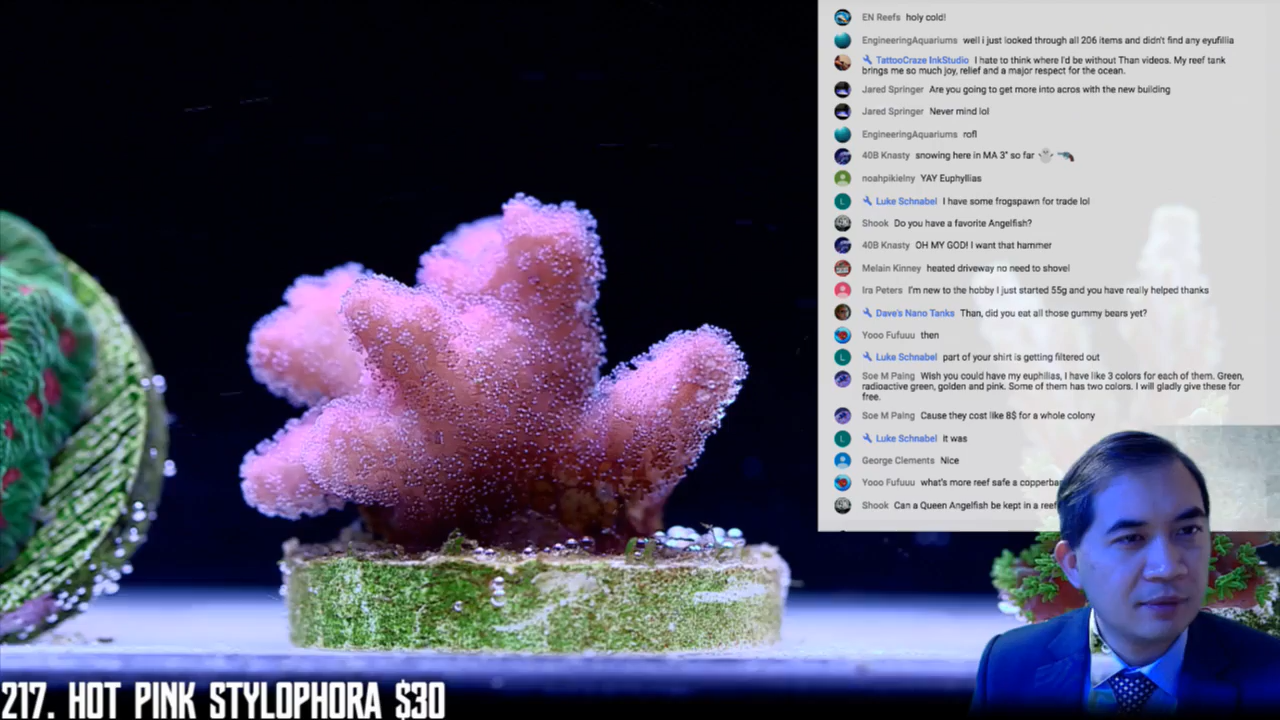 EN Reefs holy cold!
EngineeringAquariums well i just looked through all 206 items and didn't find any eyufillia
TattooCraze InkStudio I hate to think where I'd be without Than videos. My reef tank
brings me so much joy, relief and a major respect for the ocean.
Jared Springer Are you going to get more into acros with the new building
Jared Springer Never mind lol
EngineeringAquariums rofl
40B Knasty snowing here in MA 3" so far
noahpikielny YAY Euphyllias
L Luke Schnabel I have some frogspawn for trade lol
Shook Do you have a favorite Angelfish?
40B Knasty OH MY GOD! I want that hammer
Melain Kinney heated driveway no need to shovel
Ira Peters I'm new to the hobby I just started 55g and you have really helped thanks
Dave's Nano Tanks Than, did you eat all those gummy bears yet?
Yooo Fufuuu then
L Luke Schnabel part of your shirt is getting filtered out
Soe M Paing Wish you could have my euphilias, I have like 3 colors for each of them. Green,
radioactive green, golden and pink. Some of them has two colors. I will gladly give these for
free.
Soe M Paing Cause they cost like 8$ for a whole colony
L Luke Schnabel It was
George Clements Nice
Yooo Fufuuu what's more reef safe a copperba
Shook Can a Queen Angelfish be kept in a reef
217. HOT PINK STYLOPHORA $30